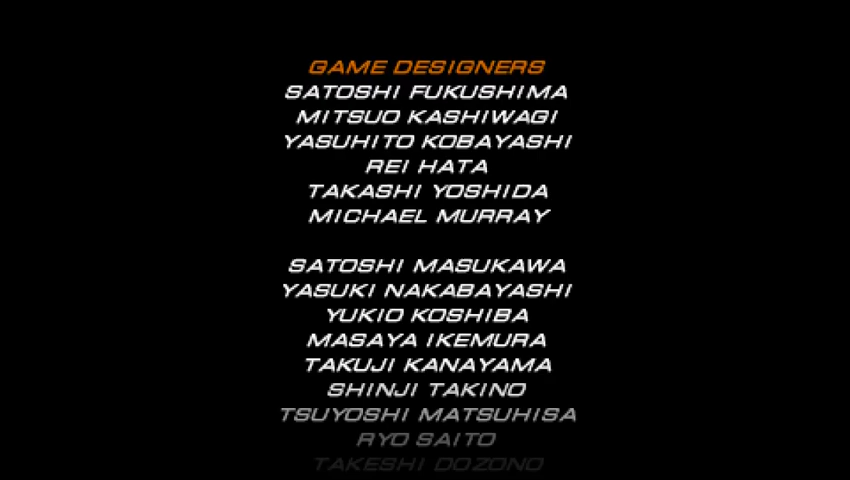 GAME DESIGNERS
SATOSHI FUKUSHIMA
MITSUO KASHIWAGI
YASUHITO KOBAYASHI
REI HATA
TAKASHI YOSHIDA
MICHAEL MURRAY
SATOSHI MASUKAWA
YASUKI NAKABAYASHI
YUKIO KOSHIBA
MASAYA IKEMURA
TAKUJI KANAYAMA
SHINJI TAKINO
TSUYOSHI MATSUHISA
RYO SAITO
TAKESHI DOZONO